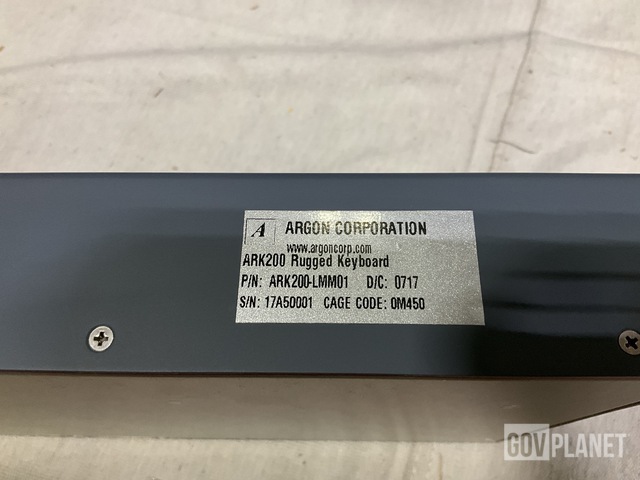 A ARGON CORPORATION
www.argoncorp.com
ARK200 Rugged Keyboard
P/N: ARK200-LMM01 D/C: 0717
S/N: 17A50001 CAGE CODE: 0M450
GOVPLANET